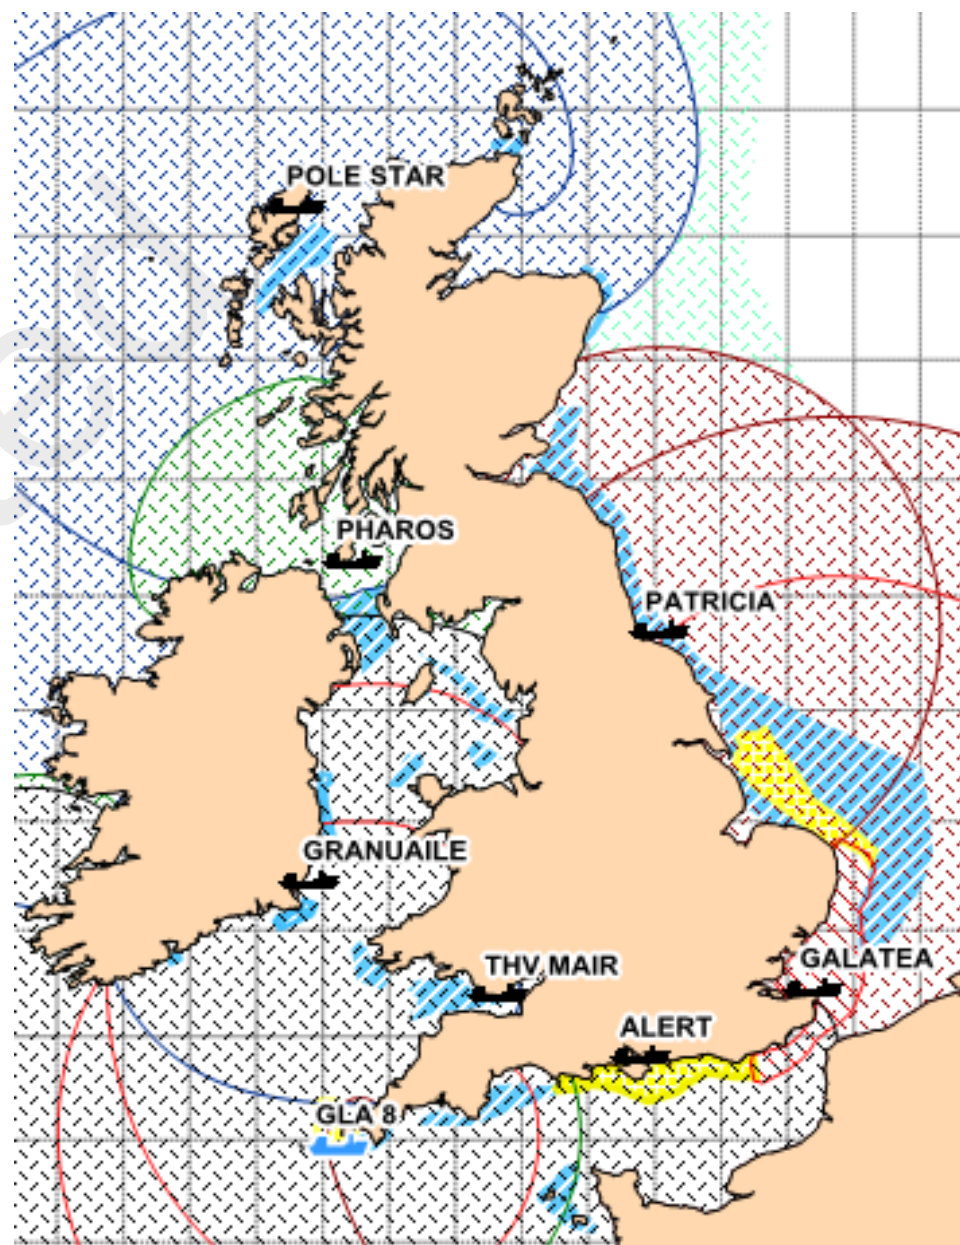 POLE STAR
PHAROS
PATRICIA
GRANUAILE
THV MAIR
GALATEA
ALERT
GLA 8